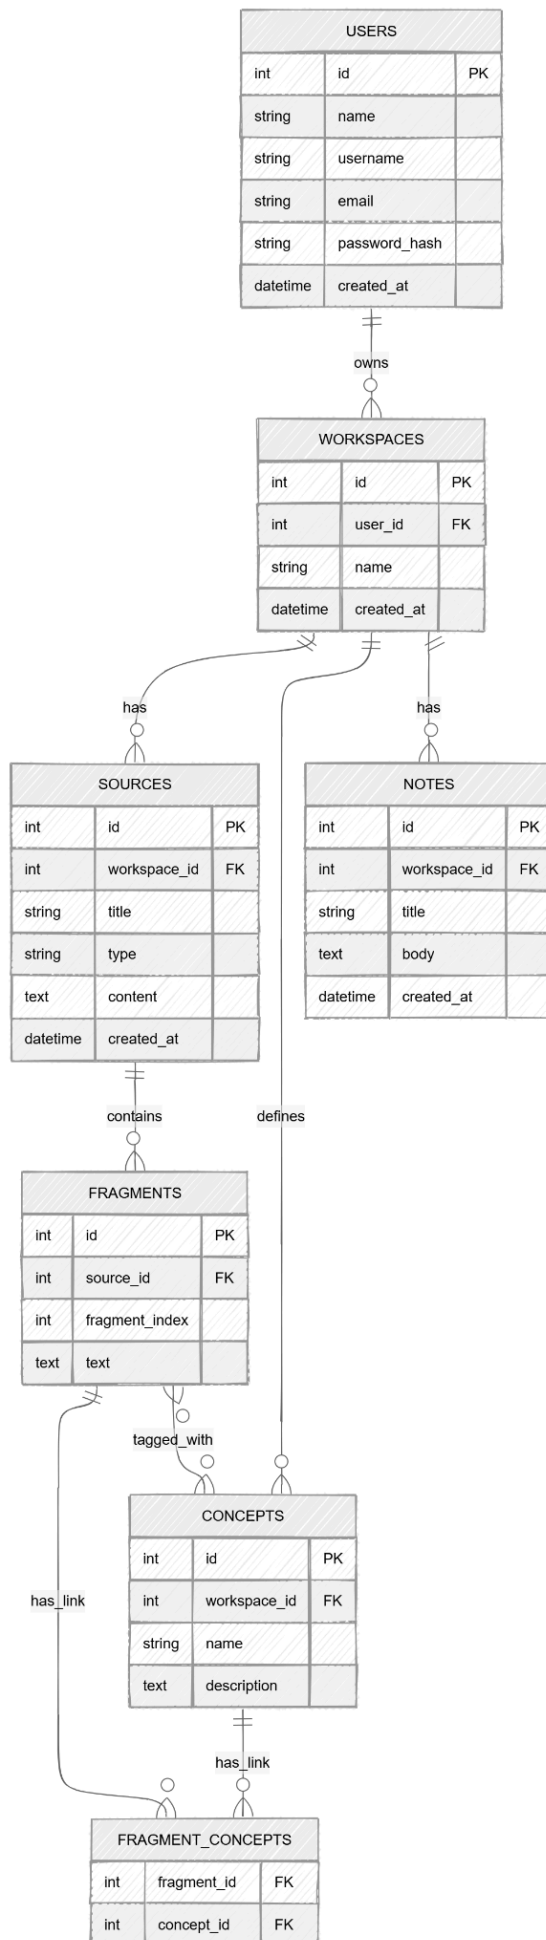 USERS
int id PK
string name
string username
string email
string password_hash
datetime created_at
owns
WORKSPACES
int id PK
int user_id FK
string name
datetime created_at
has
has
SOURCES
int id PK
int workspace_id FK
string title
string type
text content
datetime created_at
NOTES
int id PK
int workspace_id FK
string title
text body
datetime created_at
contains
defines
FRAGMENTS
int id PK
int source_id FK
int fragment_index
text text
tagged_with
CONCEPTS
int id PK
int workspace_id FK
string name
text description
has_link
has_link
FRAGMENT_CONCEPTS
int fragment_id FK
int concept_id FK